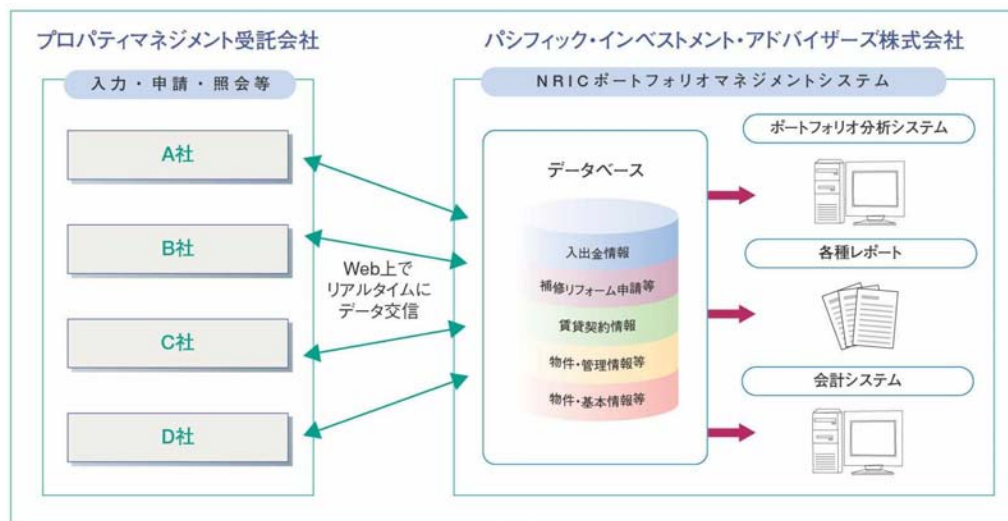 プロパティマネジメント受託会社
入力・申請・照会等
A社
B社
C社
D社
Web上で
リアルタイムに
データ交信
パシフィック・インベストメント・アドバイザーズ株式会社
NRICポートフォリオマネジメントシステム
データベース
入出金情報
補修リフォーム申請等
賃貸契約情報
物件・管理情報等
物件・基本情報等
ポートフォリオ分析システム
各種レポート
会計システム